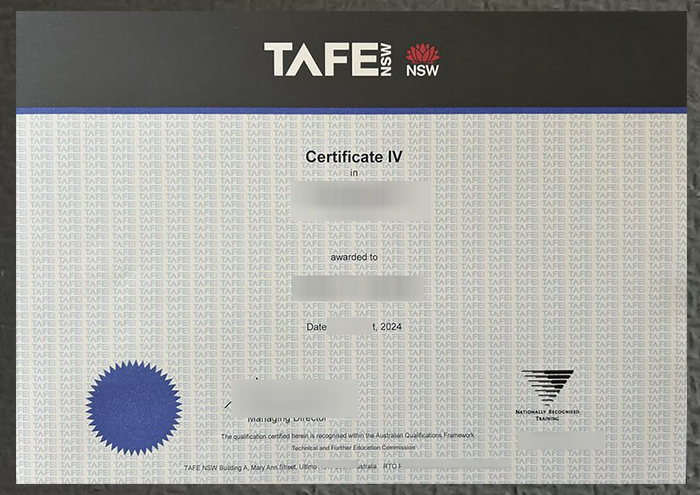 TAFE NSW NSW
Certificate IV
in
awarded to
Date t, 2024
Managing Director
NATIONALLY RECOGNISED
TRAINING
The qualification certified herein is recognised within the Australian Qualifications Framework
Technical and Further Education Commission
TAFE NSW Building A, Mary Ann Street, Ultimo ustralia RTO